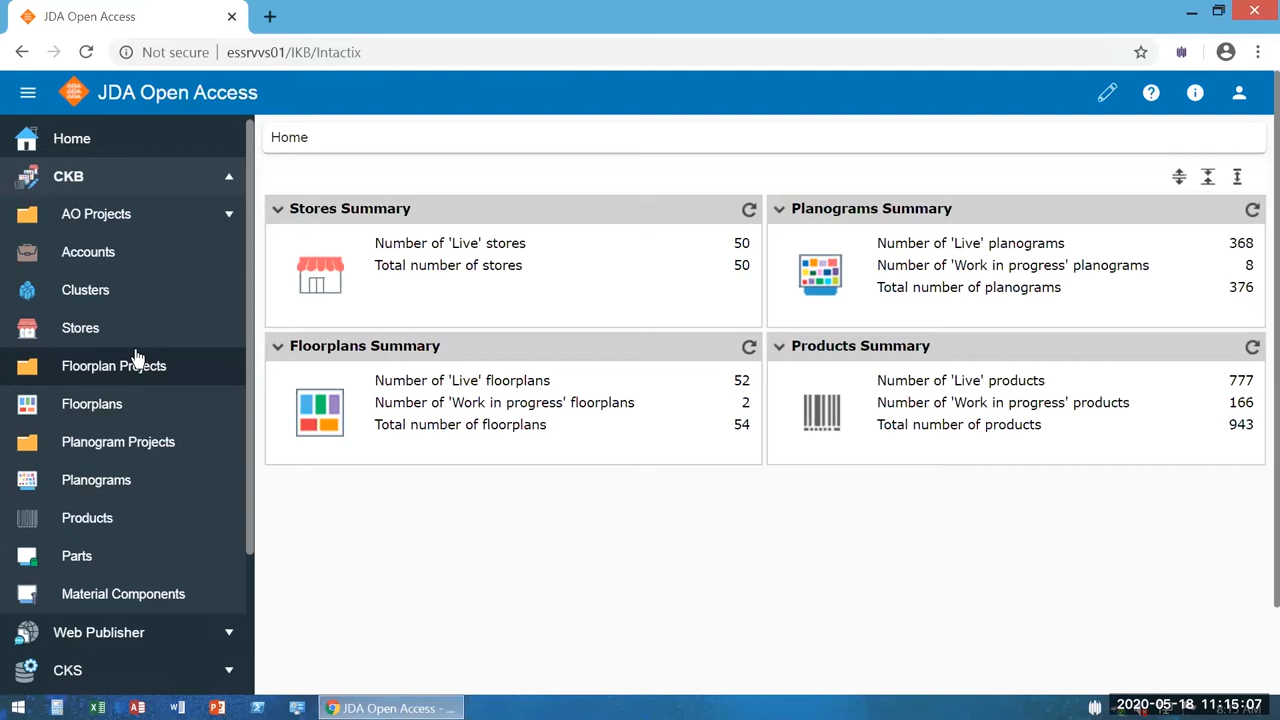 JDA Open Access
Not secure
essrvvs01/IKB/Intactix
JDA Open Access
Home
CKB
AO Projects
Accounts
Clusters
Stores
Floorplan Projects
Floorplans
Planogram Projects
Planograms
Products
Parts
Material Components
Web Publisher
CKS
Home
Stores Summary
Number of 'Live' stores 50
Total number of stores 50
Planograms Summary
Number of 'Live' planograms 368
Number of 'Work in progress' planograms 8
Total number of planograms 376
Floorplans Summary
Number of 'Live' floorplans 52
Number of 'Work in progress' floorplans 2
Total number of floorplans 54
Products Summary
Number of 'Live' products 777
Number of 'Work in progress' products 166
Total number of products 943
JDA Open Access - ...
2020-05-18 11:15:07